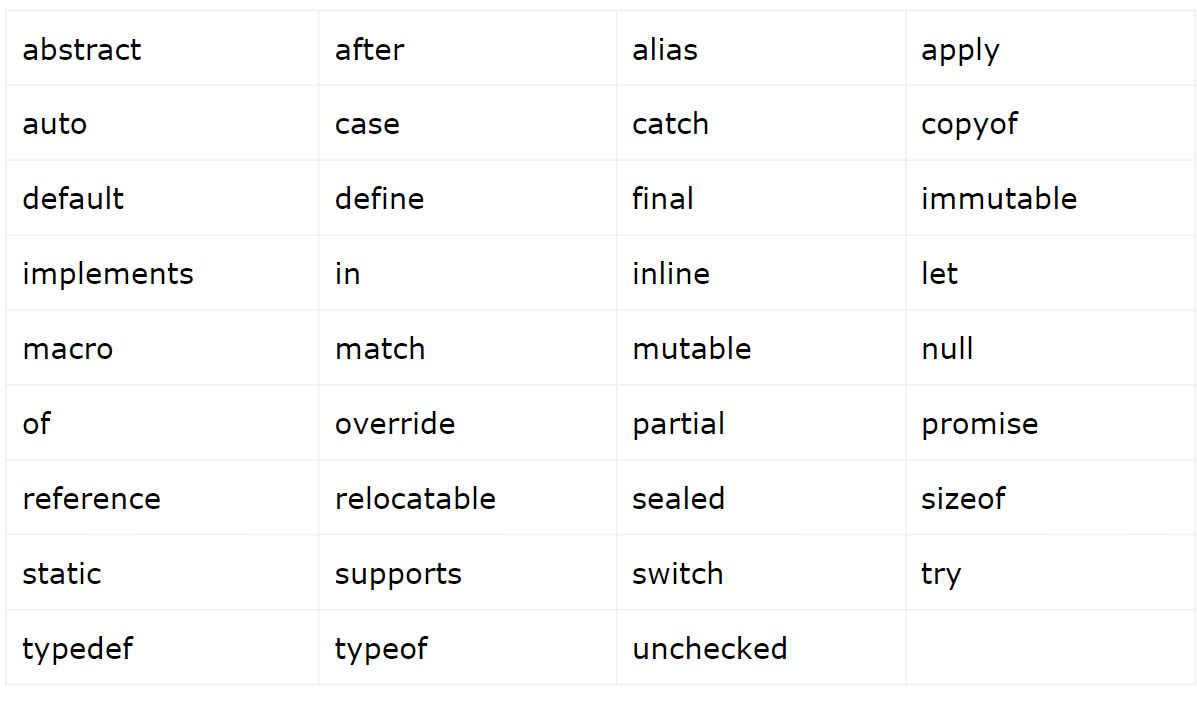 abstract after alias apply
auto case catch copyof
default define final immutable
implements in inline let
macro match mutable null
of override partial promise
reference relocatable sealed sizeof
static supports switch try
typedef typeof unchecked